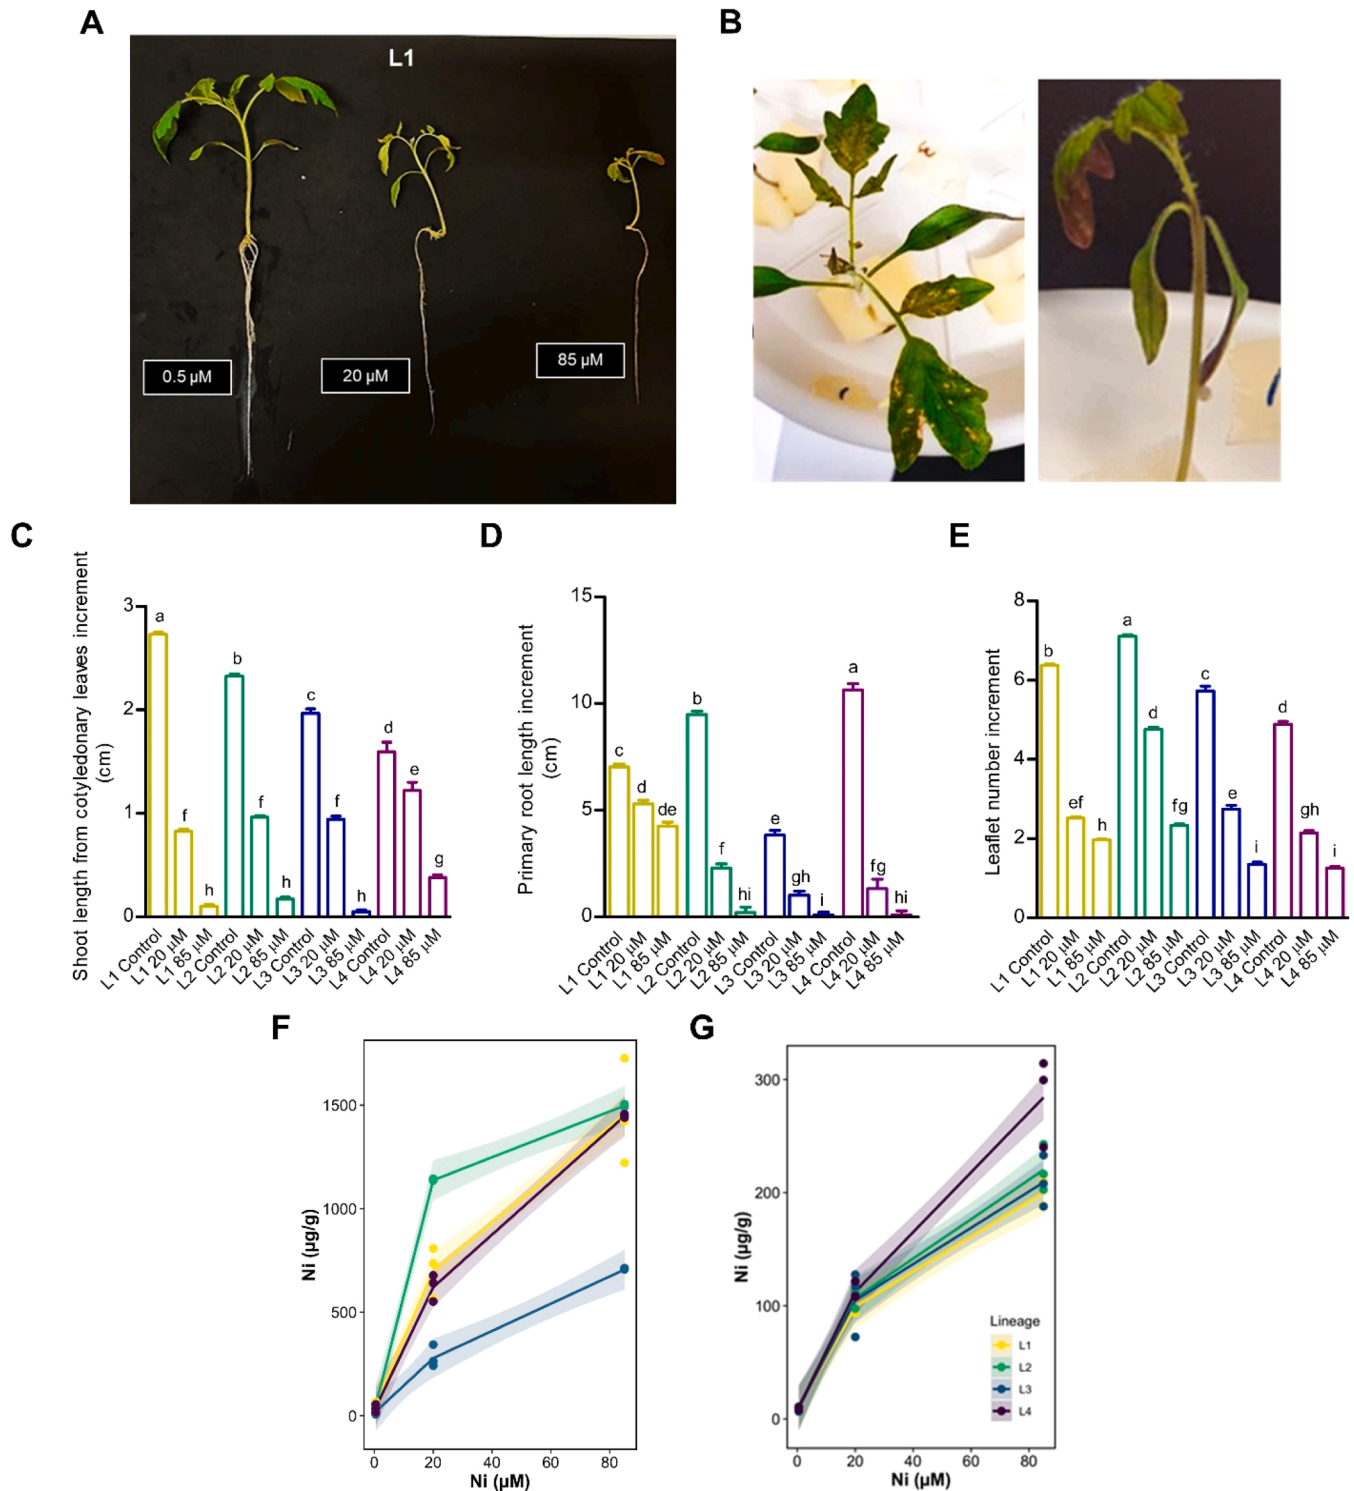 A
B
L1
0.5 µM
20 µM
85 µM
C
D
E
Shoot length from cotyledonary leaves increment
(cm)
3
2
1
0
a
f
h
b
f
h
c
f
h
d
e
g
L1 Control
L1 20 µM
L1 85 µM
L2 Control
L2 20 µM
L2 85 µM
L3 Control
L3 20 µM
L3 85 µM
L4 Control
L4 20 µM
L4 85 µM
Primary root length increment
(cm)
15
10
5
0
c
d
de
b
f
hi
e
gh
i
a
fg
hi
L1 Control
L1 20 µM
L1 85 µM
L2 Control
L2 20 µM
L2 85 µM
L3 Control
L3 20 µM
L3 85 µM
L4 Control
L4 20 µM
L4 85 µM
Leaflet number increment
8
6
4
2
0
b
ef
h
a
d
fg
c
e
i
d
gh
i
L1 Control
L1 20 µM
L1 85 µM
L2 Control
L2 20 µM
L2 85 µM
L3 Control
L3 20 µM
L3 85 µM
L4 Control
L4 20 µM
L4 85 µM
F
G
Ni (µg/g)
1500
1000
500
0
0 20 40 60 80
Ni (µM)
Ni (µg/g)
300
200
100
0
0 20 40 60 80
Ni (µM)
Lineage
L1
L2
L3
L4